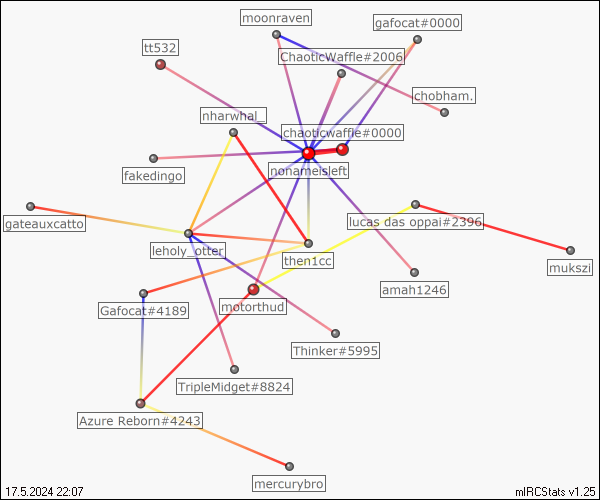 moonraven
gafocat#0000
tt532
ChaoticWaffle#2006
chobham.
nharwhal_
chaoticwaffle#0000
fakedingo
nonameisleft
gateauxcatto
lucas das oppai#2396
leholy_otter
then1cc
mukszi
amah1246
Gafocat#4189
motorthud
Thinker#5995
TripleMidget#8824
Azure Reborn#4243
mercurybro
17.5.2024 22:07
mIRCStats v1.25